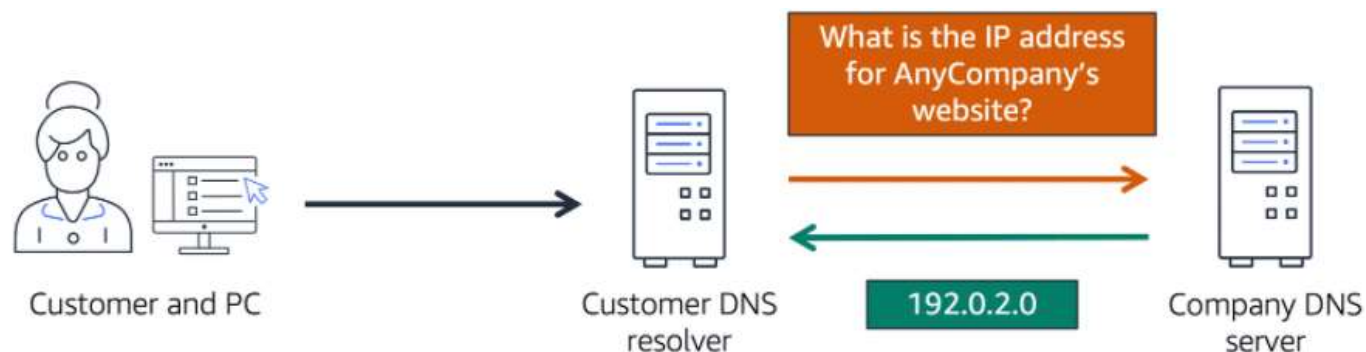 What is the IP address
for AnyCompany's
website?
Customer and PC
Customer DNS
resolver
192.0.2.0
Company DNS
server